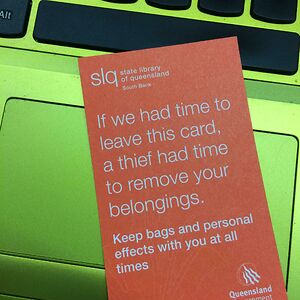 Alt
slq state library
of queensland
South Bank
If we had time to
leave this card,
a thief had time
to remove your
belongings.
Keep bags and personal
effects with you at all
times
Queensland